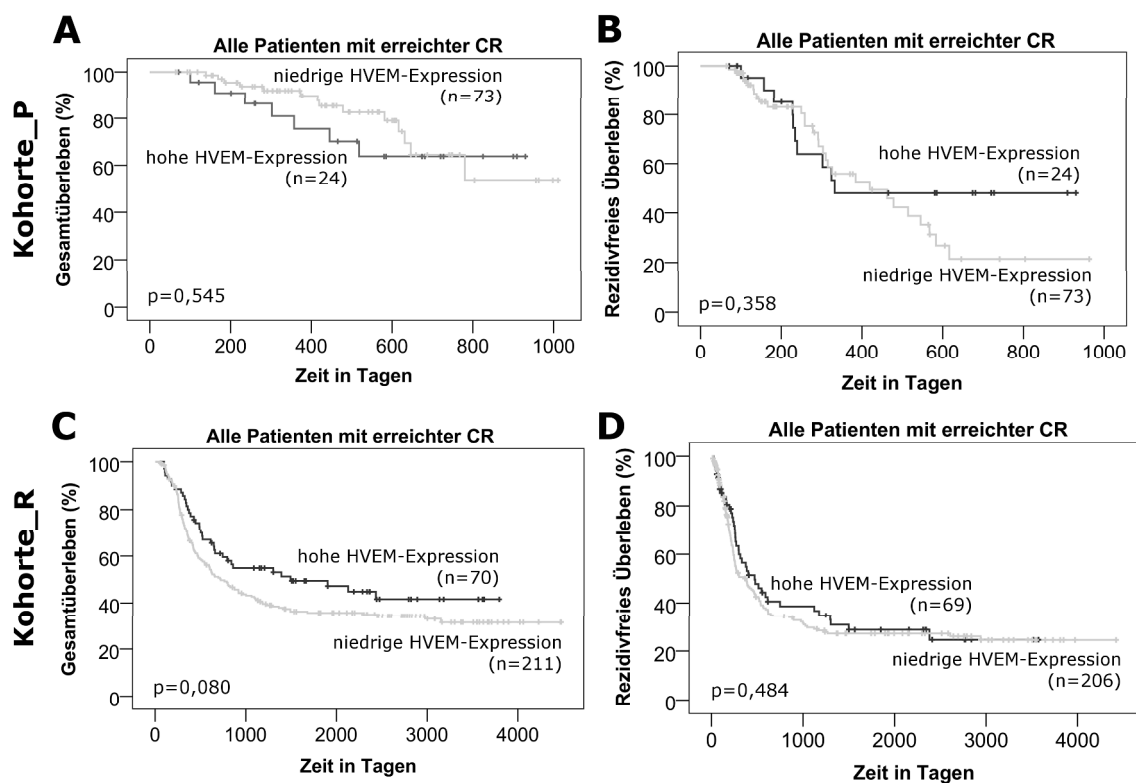 A
Alle Patienten mit erreichter CR
Kohorte_P
Gesamtüberleben (%)
100
80
60
40
20
0
niedrige HVEM-Expression
(n=73)
hohe HVEM-Expression
(n=24)
p=0,545
0 200 400 600 800 1000
Zeit in Tagen
B
Alle Patienten mit erreichter CR
Rezidivfreies Überleben (%)
100
80
60
40
20
0
hohe HVEM-Expression
(n=24)
niedrige HVEM-Expression
(n=73)
p=0,358
0 200 400 600 800 1000
Zeit in Tagen
C
Alle Patienten mit erreichter CR
Kohorte_R
Gesamtüberleben (%)
100
80
60
40
20
0
hohe HVEM-Expression
(n=70)
niedrige HVEM-Expression
(n=211)
p=0,080
0 1000 2000 3000 4000
Zeit in Tagen
D
Alle Patienten mit erreichter CR
Rezidivfreies Überleben (%)
100
80
60
40
20
0
hohe HVEM-Expression
(n=69)
niedrige HVEM-Expression
(n=206)
p=0,484
0 1000 2000 3000 4000
Zeit in Tagen